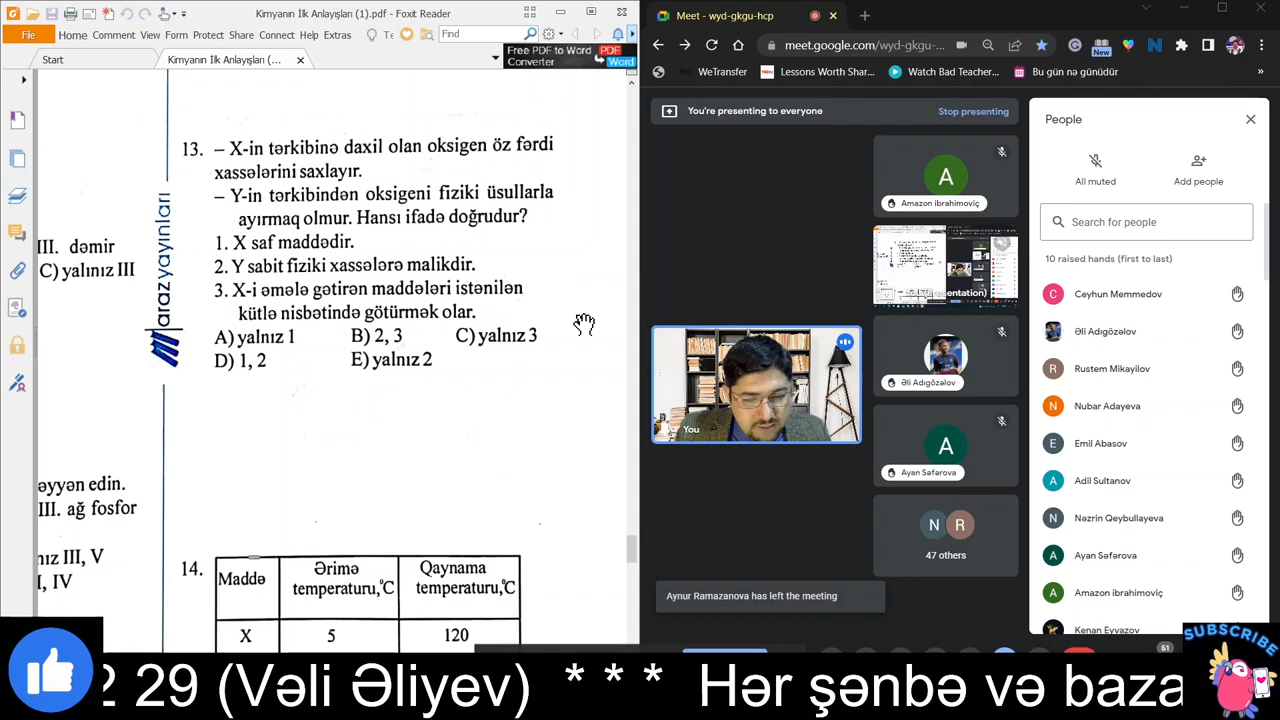 Kimyanın İlk Anlayışları (1).pdf - Foxit Reader
File Home Comment View Form Protect Share Connect Help Extras
Find
Start
Kimyanın İlk Anlayışları (...
Free PDF to Word Converter
PDF
Word
III. dəmir
C) yalnız III
əyyən edin.
III. ağ fosfor
nız III, V
I, IV
araz yayınları
13. – X-in tərkibinə daxil olan oksigen öz fərdi
xassələrini saxlayır.
– Y-in tərkibindən oksigeni fiziki üsullarla
ayırmaq olmur. Hansı ifadə doğrudur?
1. X saf maddədir.
2. Y sabit fiziki xassələrə malikdir.
3. X-i əmələ gətirən maddələri istənilən
kütlə nisbətində götürmək olar.
A) yalnız 1 B) 2, 3 C) yalnız 3
D) 1, 2 E) yalnız 2
14.
Maddə Ərimə temperaturu,°C Qaynama temperaturu,°C
X 5 120
Meet - wyd-gkgu-hcp
meet.google.com/wyd-gkgu-...
New
WeTransfer Lessons Worth Shar... Watch Bad Teacher... Bu gün nə günüdür
»
You're presenting to everyone
Stop presenting
A
Amazon ibrahimoviç
Əli Adıgözəlov
A
Ayan Səfərova
You
N R
47 others
Aynur Ramazanova has left the meeting
People
All muted
Add people
Search for people
10 raised hands (first to last)
C Ceyhun Memmedov
Əli Adıgözəlov
R Rustem Mikayilov
N Nubar Adayeva
E Emil Abasov
A Adil Sultanov
N Nəzrin Qeybullayeva
A Ayan Səfərova
A Amazon ibrahimoviç
Kenan Eyvazov
51
SUBSCRIBE
2 29 (Vəli Əliyev) * * * Hər şənbə və baza